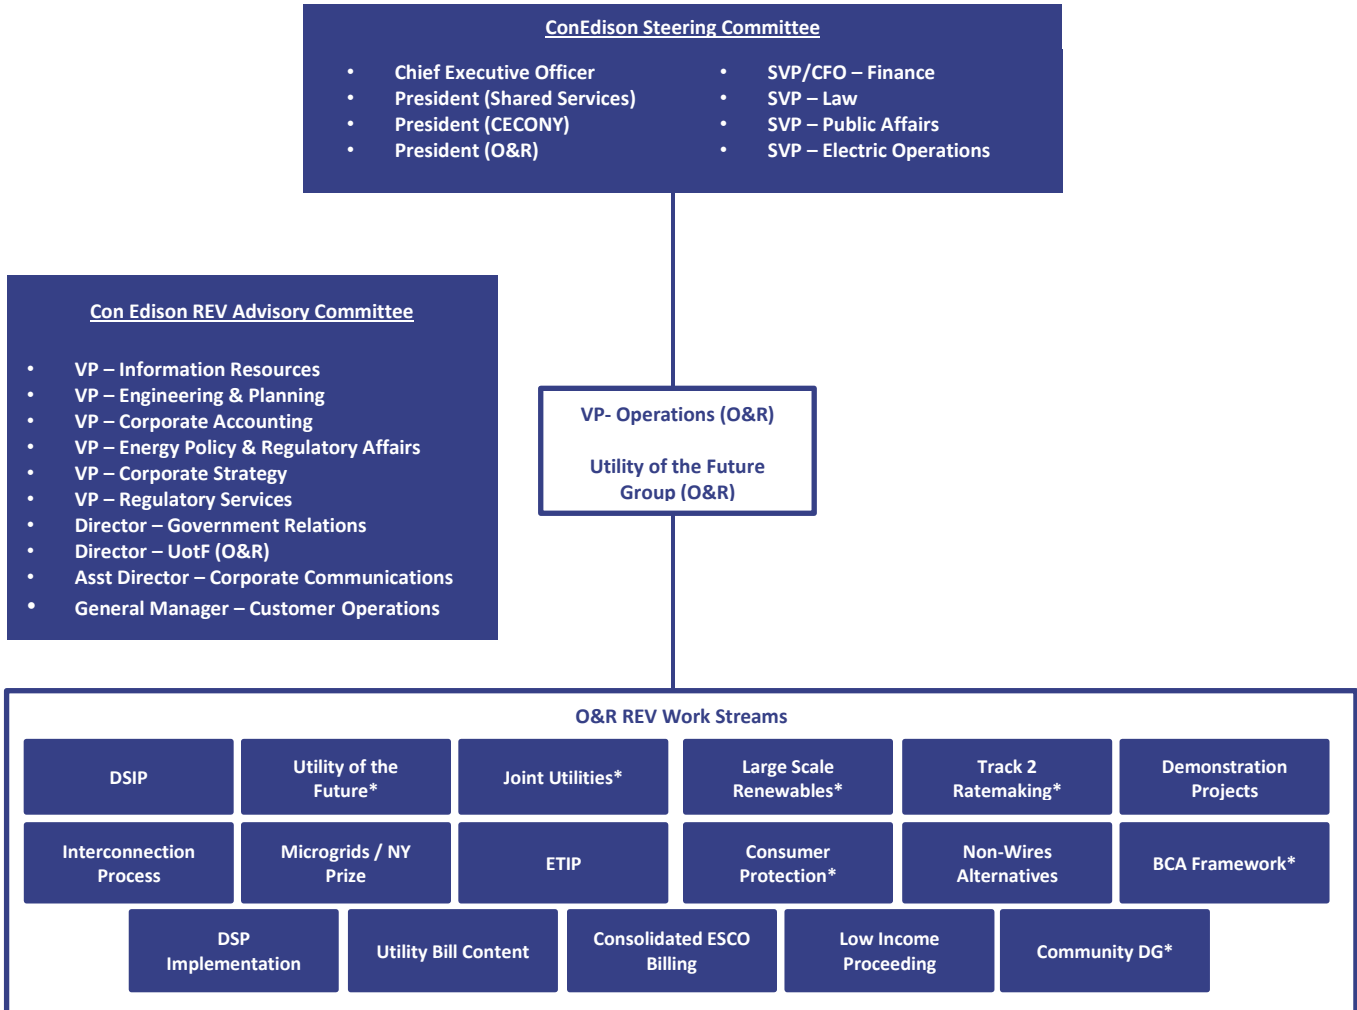 ConEdison Steering Committee
• Chief Executive Officer
• President (Shared Services)
• President (CECONY)
• President (O&R)
• SVP/CFO – Finance
• SVP – Law
• SVP – Public Affairs
• SVP – Electric Operations
Con Edison REV Advisory Committee
• VP – Information Resources
• VP – Engineering & Planning
• VP – Corporate Accounting
• VP – Energy Policy & Regulatory Affairs
• VP – Corporate Strategy
• VP – Regulatory Services
• Director – Government Relations
• Director – UotF (O&R)
• Asst Director – Corporate Communications
• General Manager – Customer Operations
VP- Operations (O&R)
Utility of the Future
Group (O&R)
O&R REV Work Streams
DSIP
Utility of the
Future*
Joint Utilities*
Large Scale
Renewables*
Track 2
Ratemaking*
Demonstration
Projects
Interconnection
Process
Microgrids / NY
Prize
ETIP
Consumer
Protection*
Non-Wires
Alternatives
BCA Framework*
DSP
Implementation
Utility Bill Content
Consolidated ESCO
Billing
Low Income
Proceeding
Community DG*